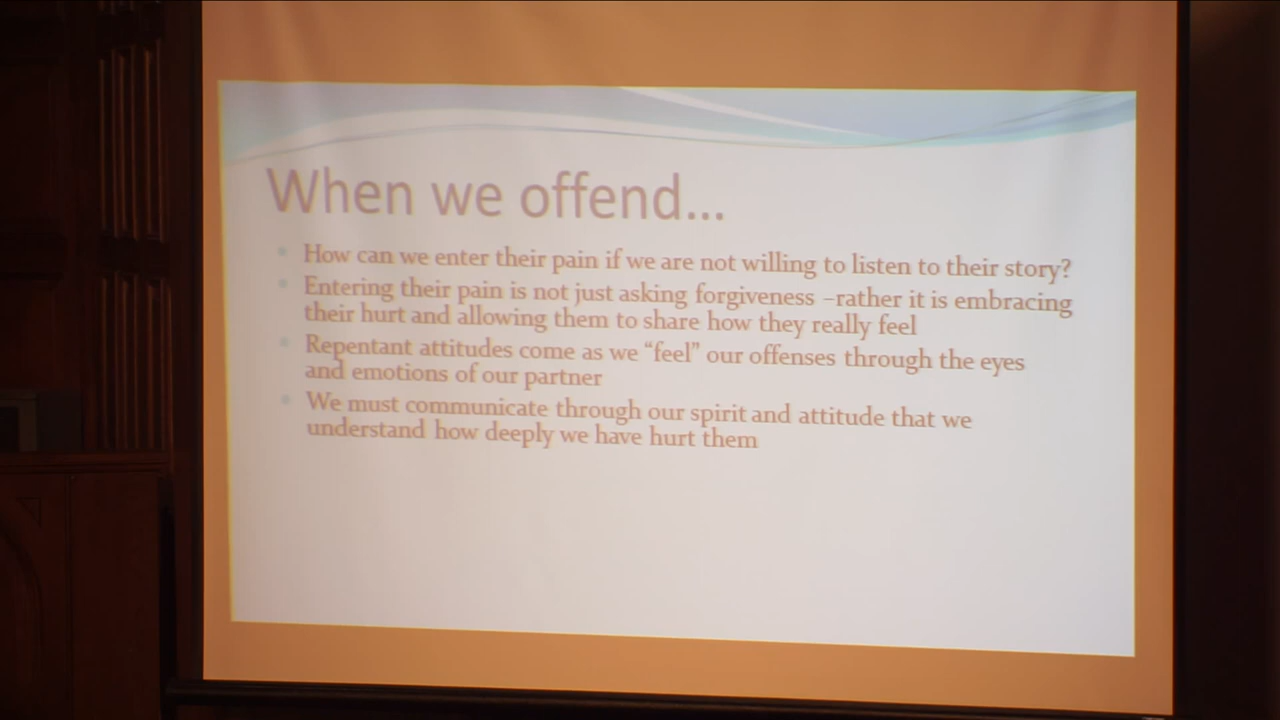 When we offend...
How can we enter their pain if we are not willing to listen to their story?
Entering their pain is not just asking forgiveness –rather it is embracing
their hurt and allowing them to share how they really feel
Repentant attitudes come as we “feel” our offenses through the eyes
and emotions of our partner
We must communicate through our spirit and attitude that we
understand how deeply we have hurt them